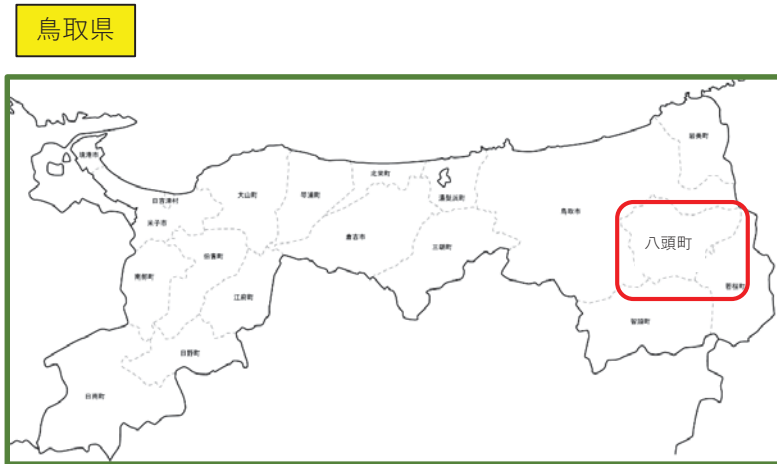 鳥取県
岩美町
境港市
北栄町
日吉津村
大山町
琴浦町
湯梨浜町
鳥取市
米子市
倉吉市
三朝町
八頭町
伯耆町
南部町
若桜町
江府町
智頭町
日野町
日南町